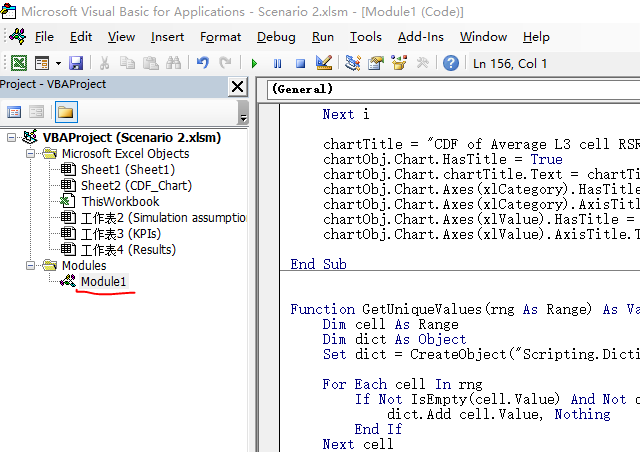 Microsoft Visual Basic for Applications - Scenario 2.xlsm - [Module1 (Code)]
File Edit View Insert Format Debug Run Tools Add-Ins Window Help
Ln 156, Col 1
Project - VBAProject
(General)
VBAProject (Scenario 2.xlsm)
Microsoft Excel Objects
Sheet1 (Sheet1)
Sheet2 (CDF_Chart)
ThisWorkbook
工作表2 (Simulation assumption
工作表3 (KPIs)
工作表4 (Results)
Modules
Module1
Next i
chartTitle = "CDF of Average L3 cell RSR
chartObj.Chart.HasTitle = True
chartObj.Chart.chartTitle.Text = chartTi
chartObj.Chart.Axes(xlCategory).HasTitle
chartObj.Chart.Axes(xlCategory).AxisTitl
chartObj.Chart.Axes(xlValue).HasTitle =
chartObj.Chart.Axes(xlValue).AxisTitle.T
End Sub
Function GetUniqueValues(rng As Range) As Va
Dim cell As Range
Dim dict As Object
Set dict = CreateObject("Scripting.Dicti
For Each cell In rng
If Not IsEmpty(cell.Value) And Not d
dict.Add cell.Value, Nothing
End If
Next cell